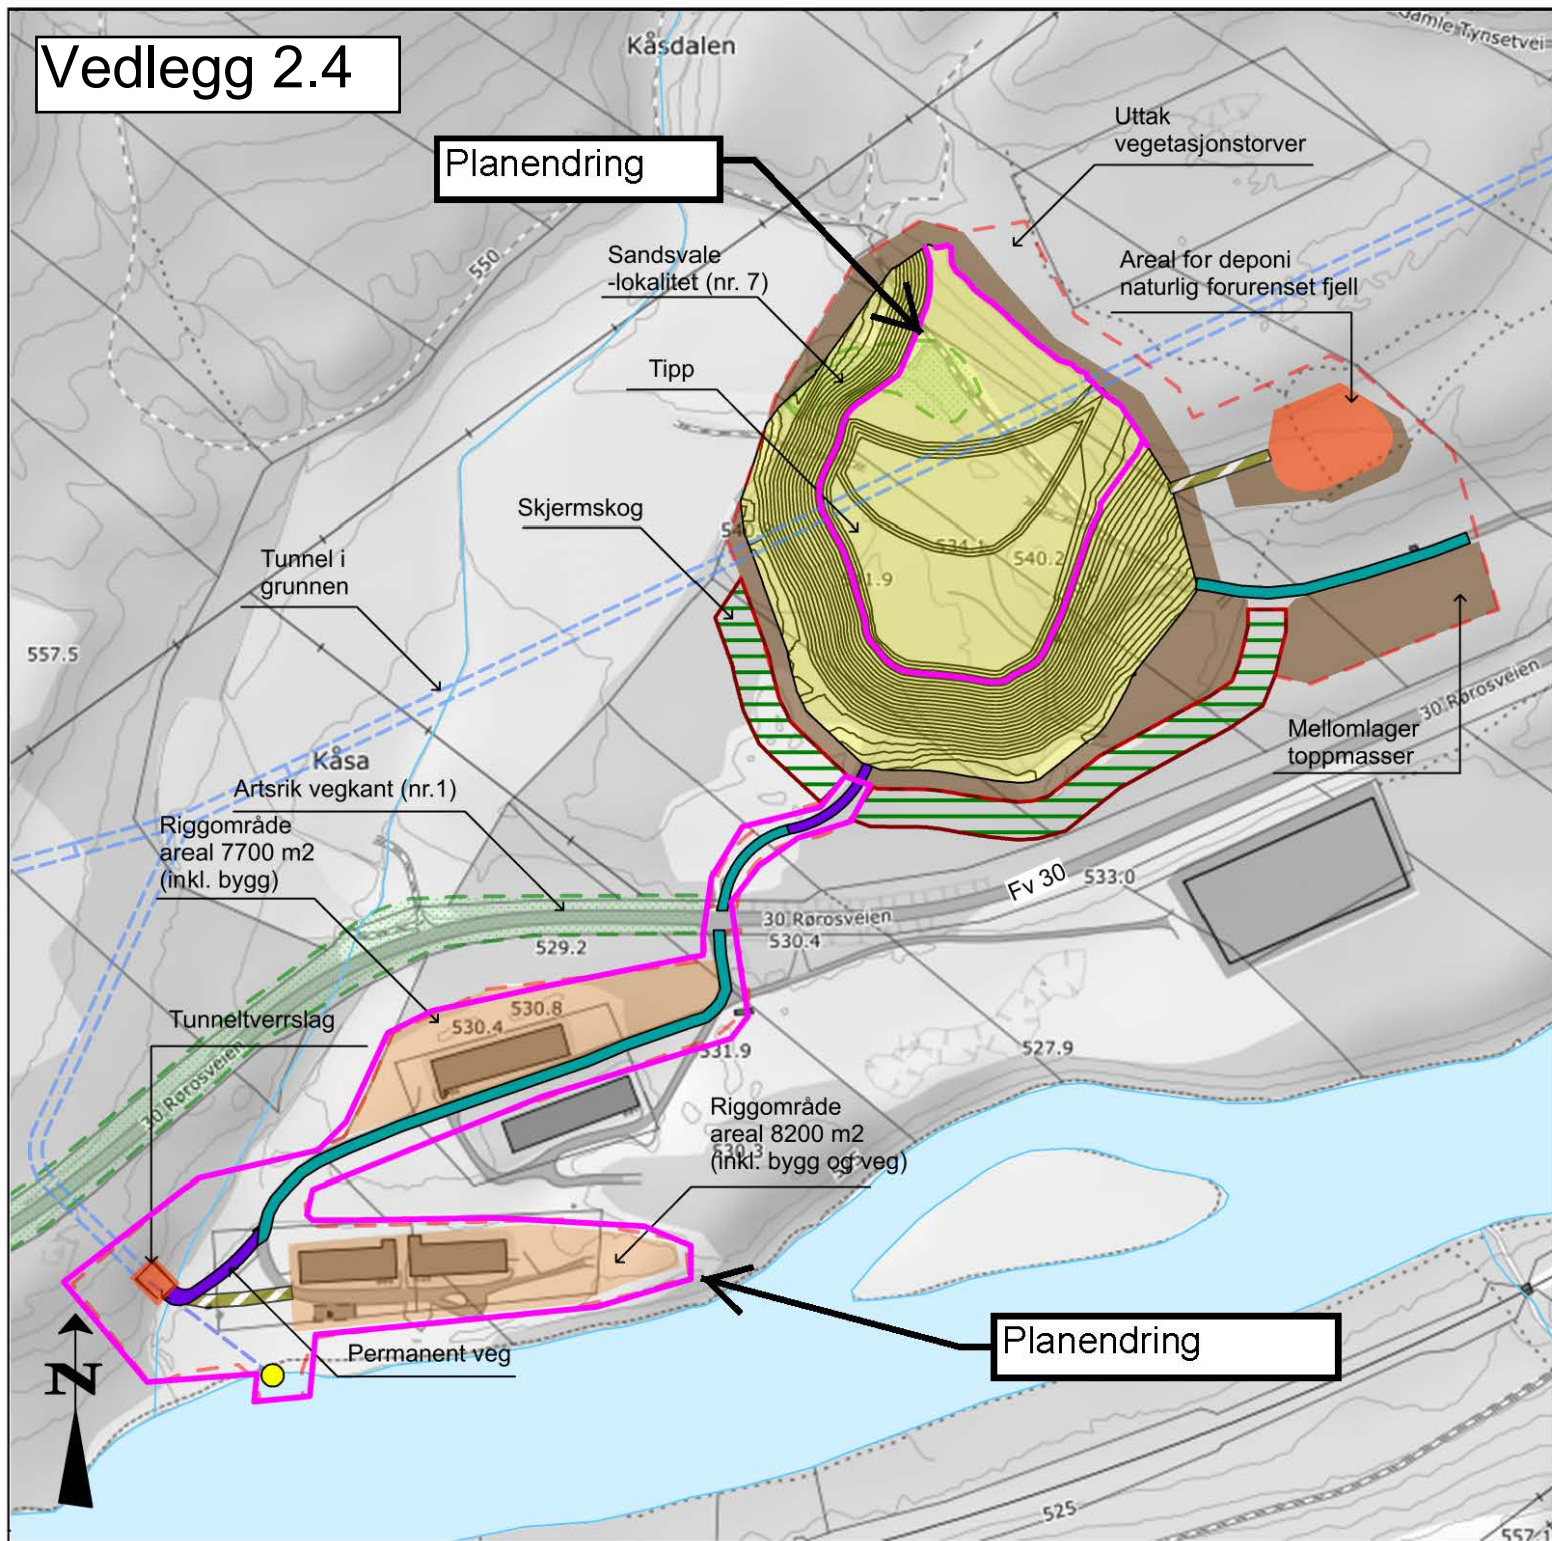 Vedlegg 2.4
Kåsdalen
Gamle Tynsetvei
Planendring
Uttak
vegetasjonstorver
550
Sandsvale
-lokalitet (nr. 7)
Areal for deponi
naturlig forurenset fjell
Tipp
Skjermskog
540.
534.1
540.2
Tunnel i
grunnen
557.5
30 Rørosveien
Mellomlager
toppmasser
Kåsa
Artsrik vegkant (nr.1)
Riggområde
areal 7700 m2
(inkl. bygg)
Fv 30
533.0
30 Rørosveien
529.2
530.4
530.8
530.4
Tunneltverrslag
531.9
527.9
30 Rørosveien
Riggområde
areal 8200 m2
530.3
(inkl. bygg og veg)
Permanent veg
Planendring
N
525
557.1